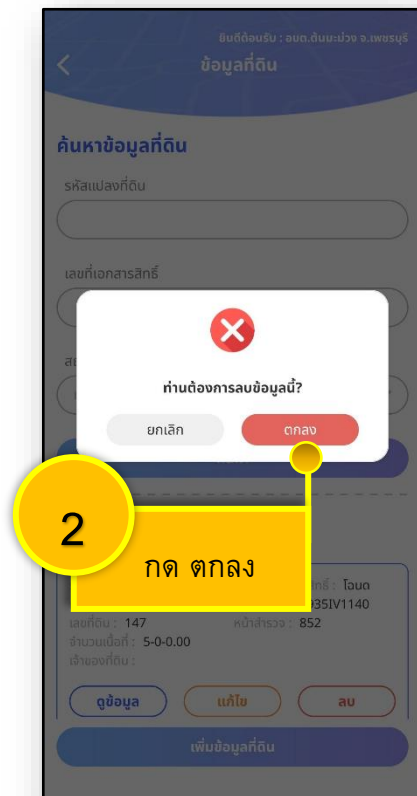 ยินดีต้อนรับ : อบต.ต้นมะม่วง จ.เพชรบุรี
ข้อมูลที่ดิน
ค้นหาข้อมูลที่ดิน
รหัสแปลงที่ดิน
เลขที่เอกสารสิทธิ์
ท่านต้องการลบข้อมูลนี้?
ยกเลิก
ตกลง
2
กด ตกลง
โฉนด
935IV1140
เลขที่ดิน : 147
หน้าสำรวจ : 852
จำนวนเนื้อที่ : 5-0-0.00
เจ้าของที่ดิน :
ดูข้อมูล
แก้ไข
ลบ
เพิ่มข้อมูลที่ดิน